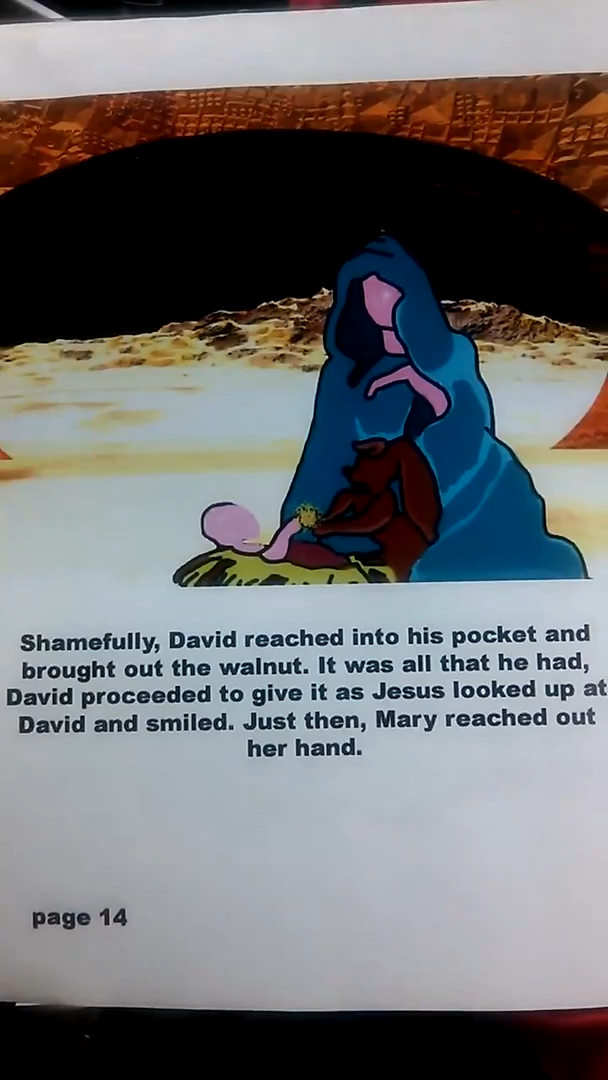 Shamefully, David reached into his pocket and
brought out the walnut. It was all that he had,
David proceeded to give it as Jesus looked up at
David and smiled. Just then, Mary reached out
her hand.
page 14